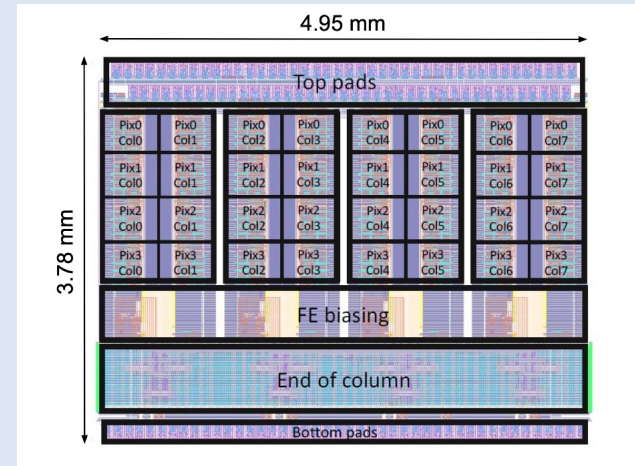 4.95 mm
3.78 mm
Top pads
Pix0 Pix0 Pix0 Pix0 Pix0 Pix0 Pix0 Pix0
Col0 Col1 Col2 Col3 Col4 Col5 Col6 Col7
Pix1 Pix1 Pix1 Pix1 Pix1 Pix1 Pix1 Pix1
Col0 Col1 Col2 Col3 Col4 Col5 Col6 Col7
Pix2 Pix2 Pix2 Pix2 Pix2 Pix2 Pix2 Pix2
Col0 Col1 Col2 Col3 Col4 Col5 Col6 Col7
Pix3 Pix3 Pix3 Pix3 Pix3 Pix3 Pix3 Pix3
Col0 Col1 Col2 Col3 Col4 Col5 Col6 Col7
FE biasing
End of column
Bottom pads